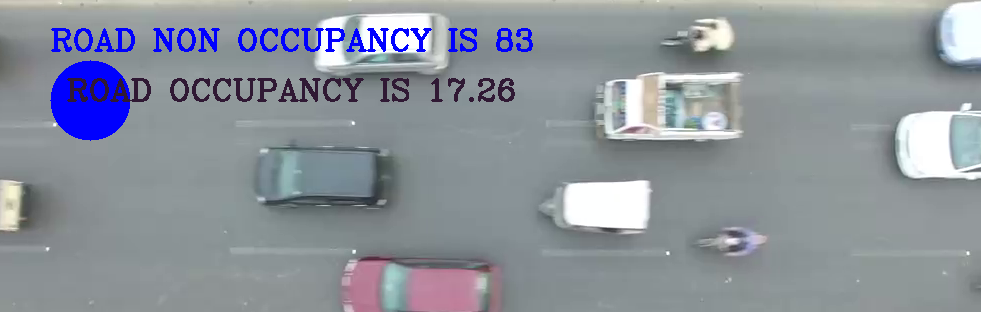 ROAD NON OCCUPANCY IS 83
ROAD OCCUPANCY IS 17.26